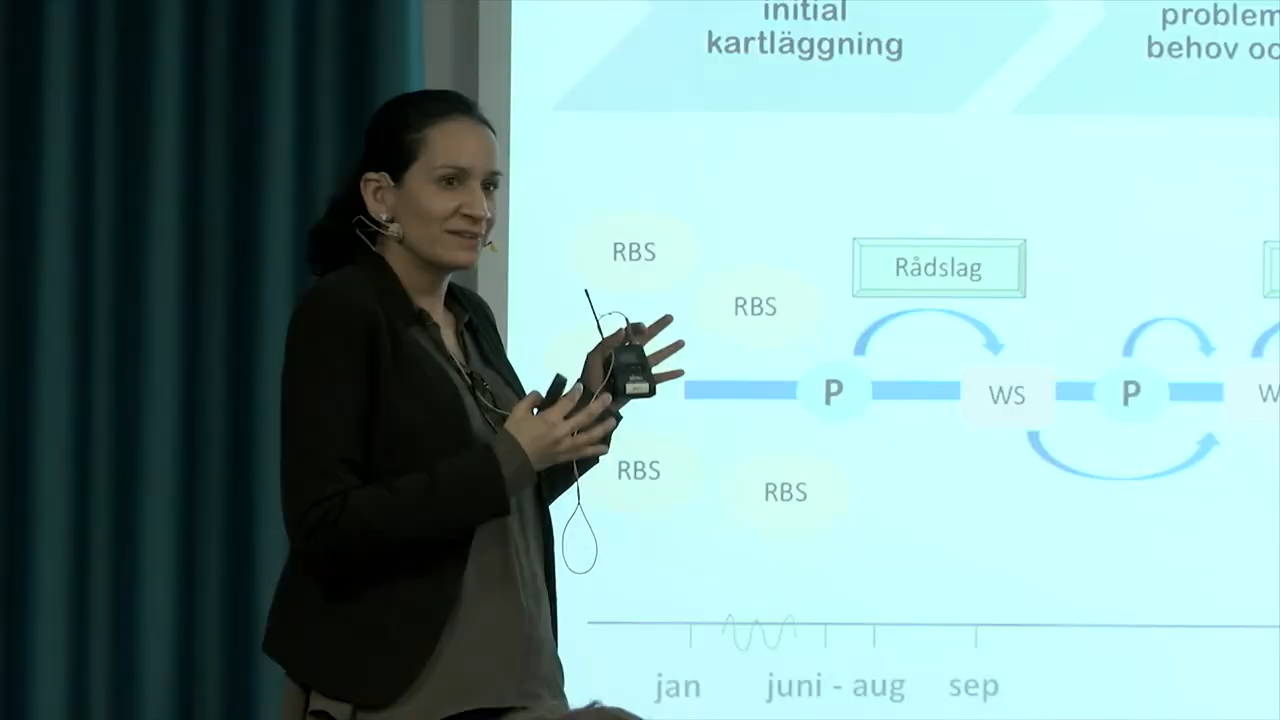 initial
kartläggning
problem
behov oc
RBS
Rådslag
RBS
P
WS
P
W
RBS
RBS
jan
juni - aug
sep